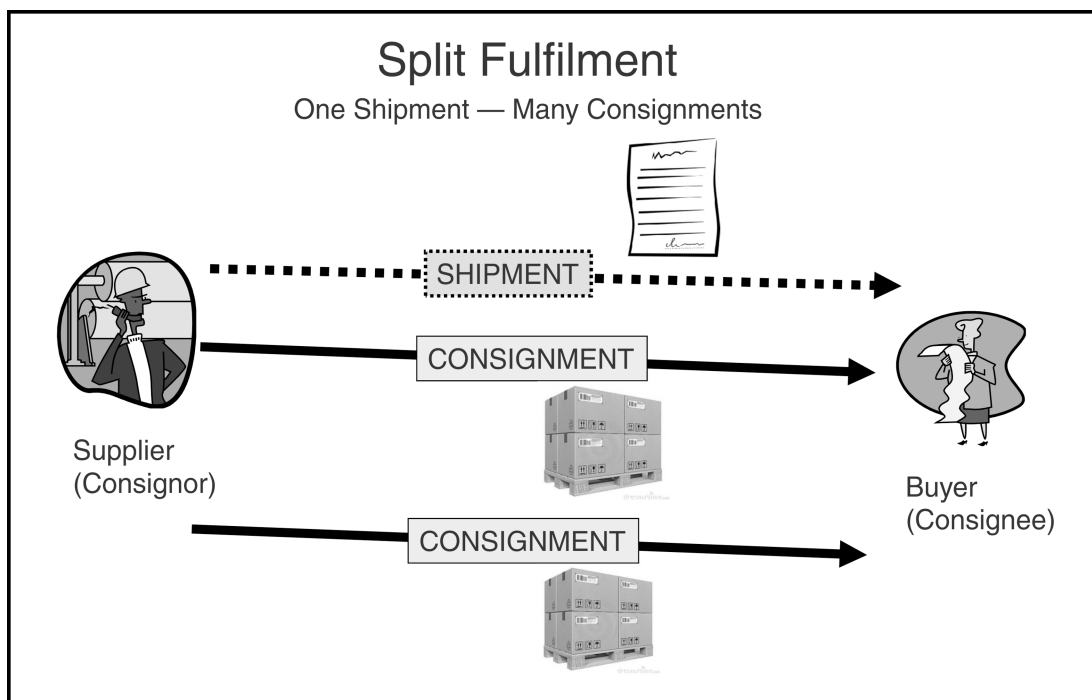 Split Fulfilment
One Shipment — Many Consignments
SHIPMENT
CONSIGNMENT
Supplier
(Consignor)
Buyer
(Consignee)
CONSIGNMENT